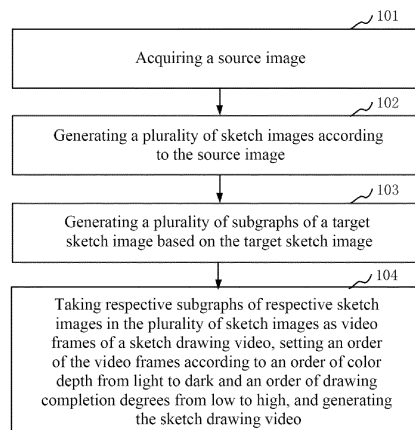 101
Acquiring a source image
102
Generating a plurality of sketch images according
to the source image
103
Generating a plurality of subgraphs of a target
sketch image based on the target sketch image
104
Taking respective subgraphs of respective sketch
images in the plurality of sketch images as video
frames of a sketch drawing video, setting an
order of the video frames according to an order of color
depth from light to dark and an order of drawing
completion degrees from low to high, and generating
the sketch drawing video